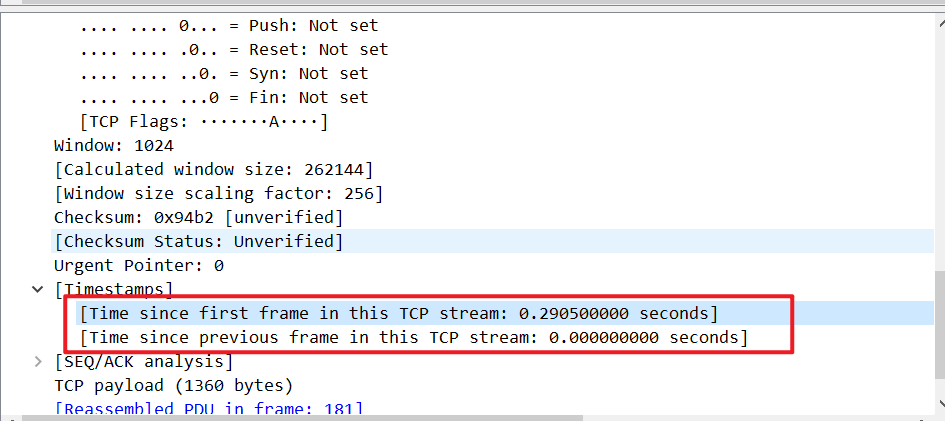 .... .... 0... = Push: Not set
.... .... .0.. = Reset: Not set
.... .... ..0. = Syn: Not set
.... .... ...0 = Fin: Not set
[TCP Flags: ·······A····]
Window: 1024
[Calculated window size: 262144]
[Window size scaling factor: 256]
Checksum: 0x94b2 [unverified]
[Checksum Status: Unverified]
Urgent Pointer: 0
[Timestamps]
[Time since first frame in this TCP stream: 0.290500000 seconds]
[Time since previous frame in this TCP stream: 0.000000000 seconds]
[SEQ/ACK analysis]
TCP payload (1360 bytes)
[Reassembled PDU in frame: 181]